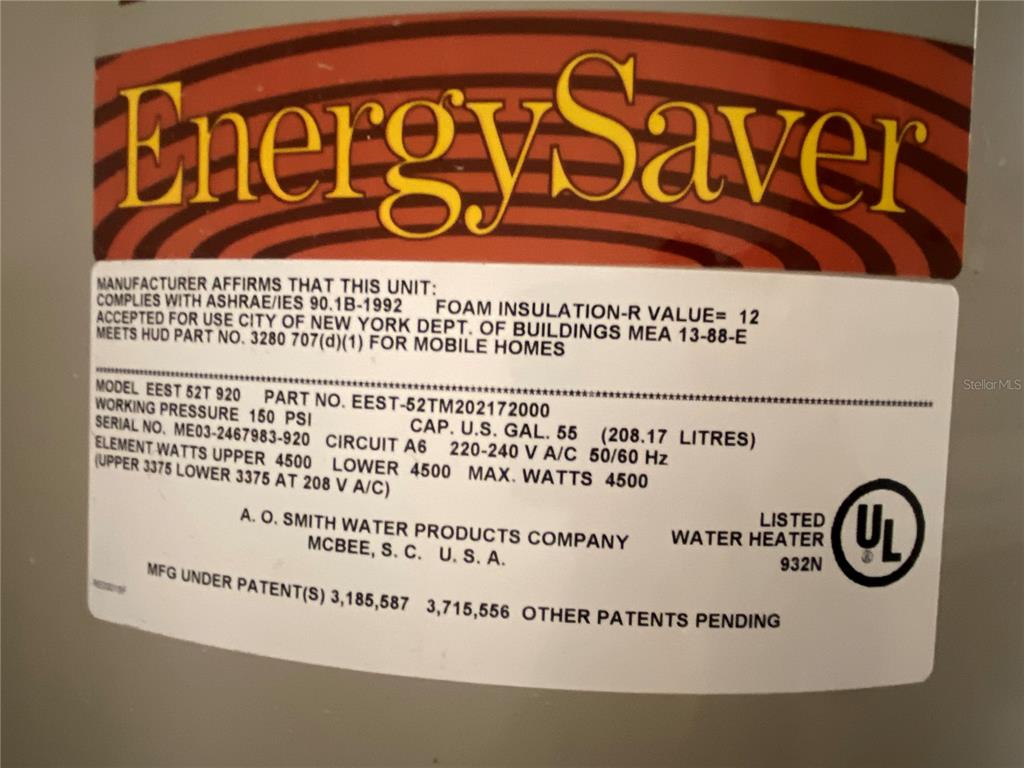 EnergySaver
MANUFACTURER AFFIRMS THAT THIS UNIT:
COMPLIES WITH ASHRAE/IES 90.1B-1992 FOAM INSULATION-R VALUE= 12
ACCEPTED FOR USE CITY OF NEW YORK DEPT. OF BUILDINGS MEA 13-88-E
MEETS HUD PART NO. 3280 707(d)(1) FOR MOBILE HOMES
MODEL EEST 52T 920 PART NO. EEST-52TM202172000
WORKING PRESSURE 150 PSI CAP. U.S. GAL. 55 (208.17 LITRES)
SERIAL NO. ME03-2467983-920 CIRCUIT A6 220-240 V A/C 50/60 Hz
ELEMENT WATTS UPPER 4500 LOWER 4500 MAX. WATTS 4500
(UPPER 3375 LOWER 3375 AT 208 V A/C)
A. O. SMITH WATER PRODUCTS COMPANY
MCBEE, S. C. U. S. A.
LISTED
WATER HEATER
932N
UL
®
MFG UNDER PATENT(S) 3,185,587 3,715,556 OTHER PATENTS PENDING
StellarMLS